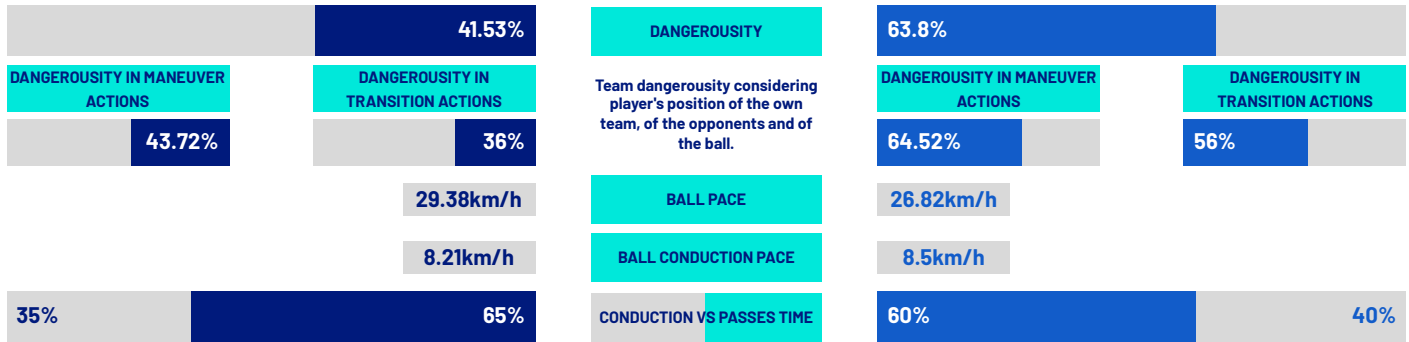 41.53%
DANGEROUSITY
63.8%
DANGEROUSITY IN MANEUVER
ACTIONS
DANGEROUSITY IN
TRANSITION ACTIONS
Team dangerousity considering
player's position of the own
team, of the opponents and of
the ball.
DANGEROUSITY IN MANEUVER
ACTIONS
DANGEROUSITY IN
TRANSITION ACTIONS
43.72%
36%
64.52%
56%
29.38km/h
BALL PACE
26.82km/h
8.21km/h
BALL CONDUCTION PACE
8.5km/h
35%
65%
CONDUCTION VS PASSES TIME
60%
40%